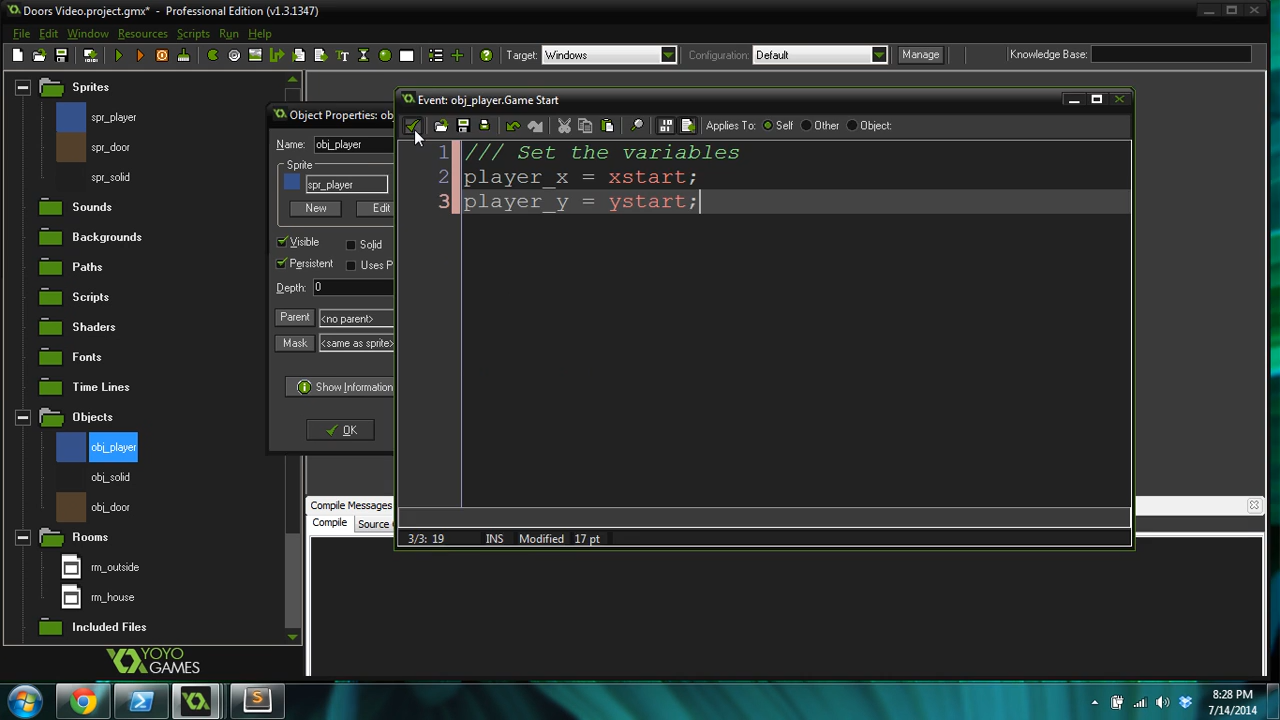 Doors Video.project.gmx* - Professional Edition (v1.3.1347)
File Edit Window Resources Scripts Run Help
Target: Windows Configuration: Default Manage Knowledge Base:
Sprites
spr_player
spr_door
spr_solid
Sounds
Backgrounds
Paths
Scripts
Shaders
Fonts
Time Lines
Objects
obj_player
obj_solid
obj_door
Rooms
rm_outside
rm_house
Included Files
YOYO
GAMES
Object Properties: obj_
Name: obj_player
Sprite
spr_player
New Edit
Visible Solid
Persistent Uses P
Depth: 0
Parent <no parent>
Mask <same as sprite>
Show Information
OK
Event: obj_player.Game Start
Applies To: Self Other Object:
1 /// Set the variables
2 player_x = xstart;
3 player_y = ystart;
3/3: 19 INS Modified 17 pt
Compile Messages
Compile Source
8:28 PM
7/14/2014